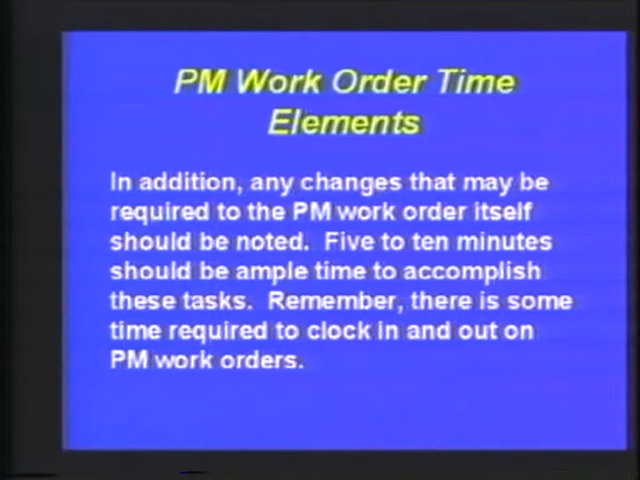 PM Work Order Time
Elements
In addition, any changes that may be
required to the PM work order itself
should be noted.  Five to ten minutes
should be ample time to accomplish
these tasks.  Remember, there is some
time required to clock in and out on
PM work orders.